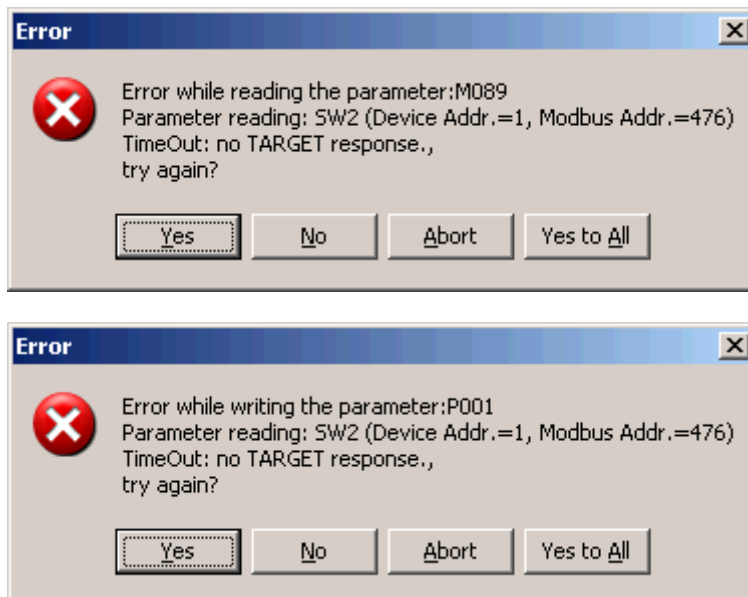 Error
Error while reading the parameter:M089
Parameter reading: SW2 (Device Addr.=1, Modbus Addr.=476)
TimeOut: no TARGET response.,
try again?
Yes No Abort Yes to All
Error
Error while writing the parameter:P001
Parameter reading: SW2 (Device Addr.=1, Modbus Addr.=476)
TimeOut: no TARGET response.,
try again?
Yes No Abort Yes to All